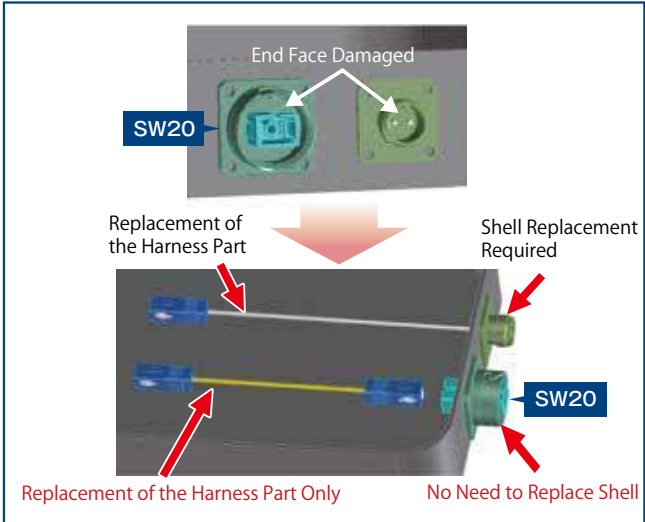 End Face Damaged
SW20
Replacement of
the Harness Part
Shell Replacement
Required
SW20
Replacement of the Harness Part Only
No Need to Replace Shell